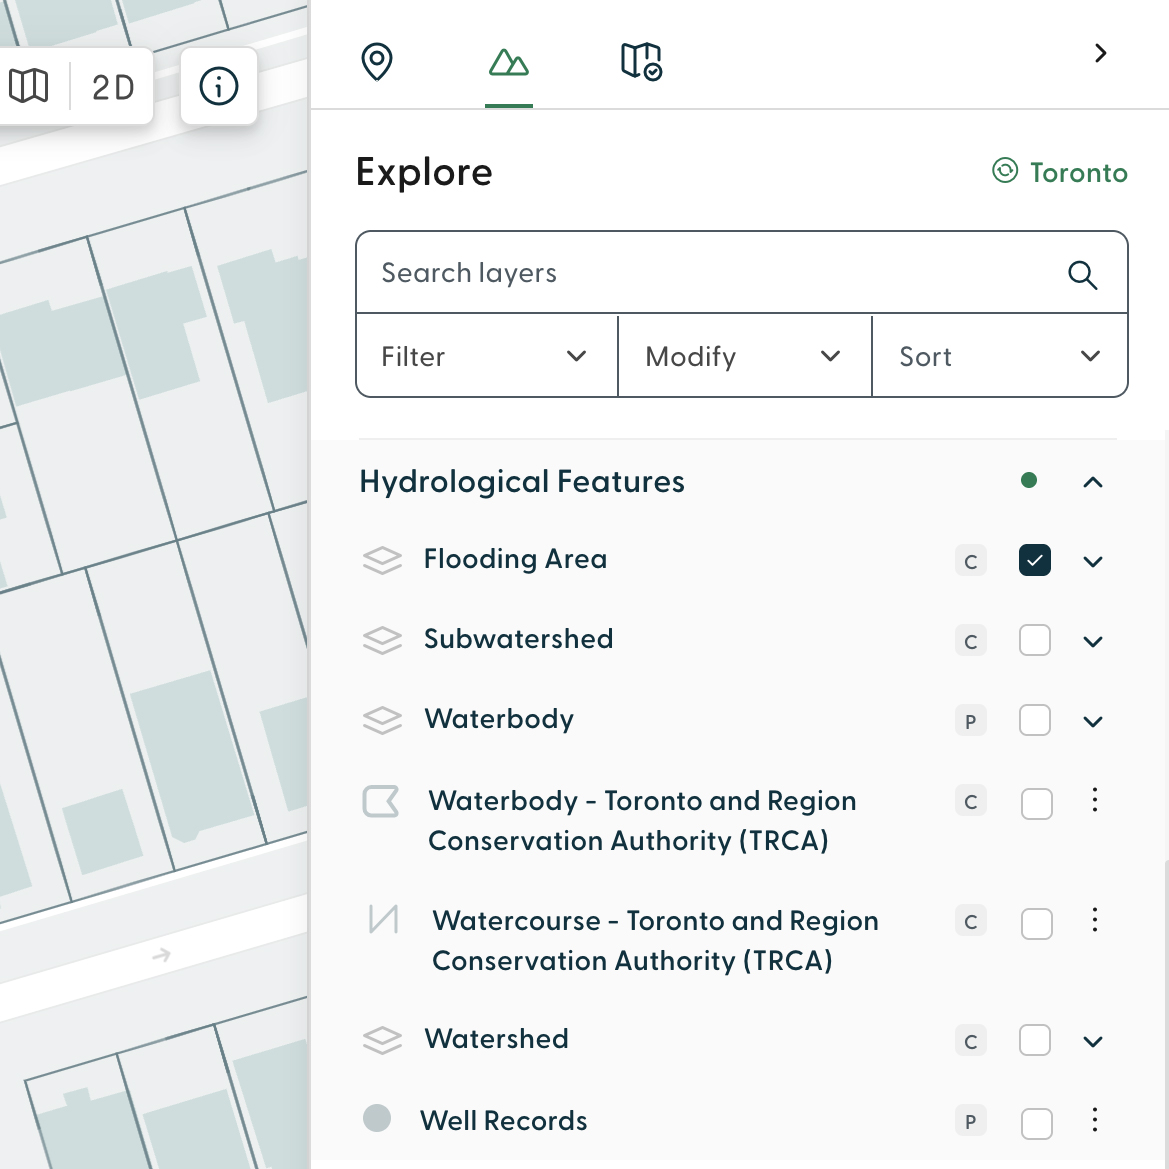 2D
Explore
Toronto
Search layers
Filter
Modify
Sort
Hydrological Features
Flooding Area C
Subwatershed C
Waterbody P
Waterbody - Toronto and Region C
Conservation Authority (TRCA)
Watercourse - Toronto and Region C
Conservation Authority (TRCA)
Watershed C
Well Records P